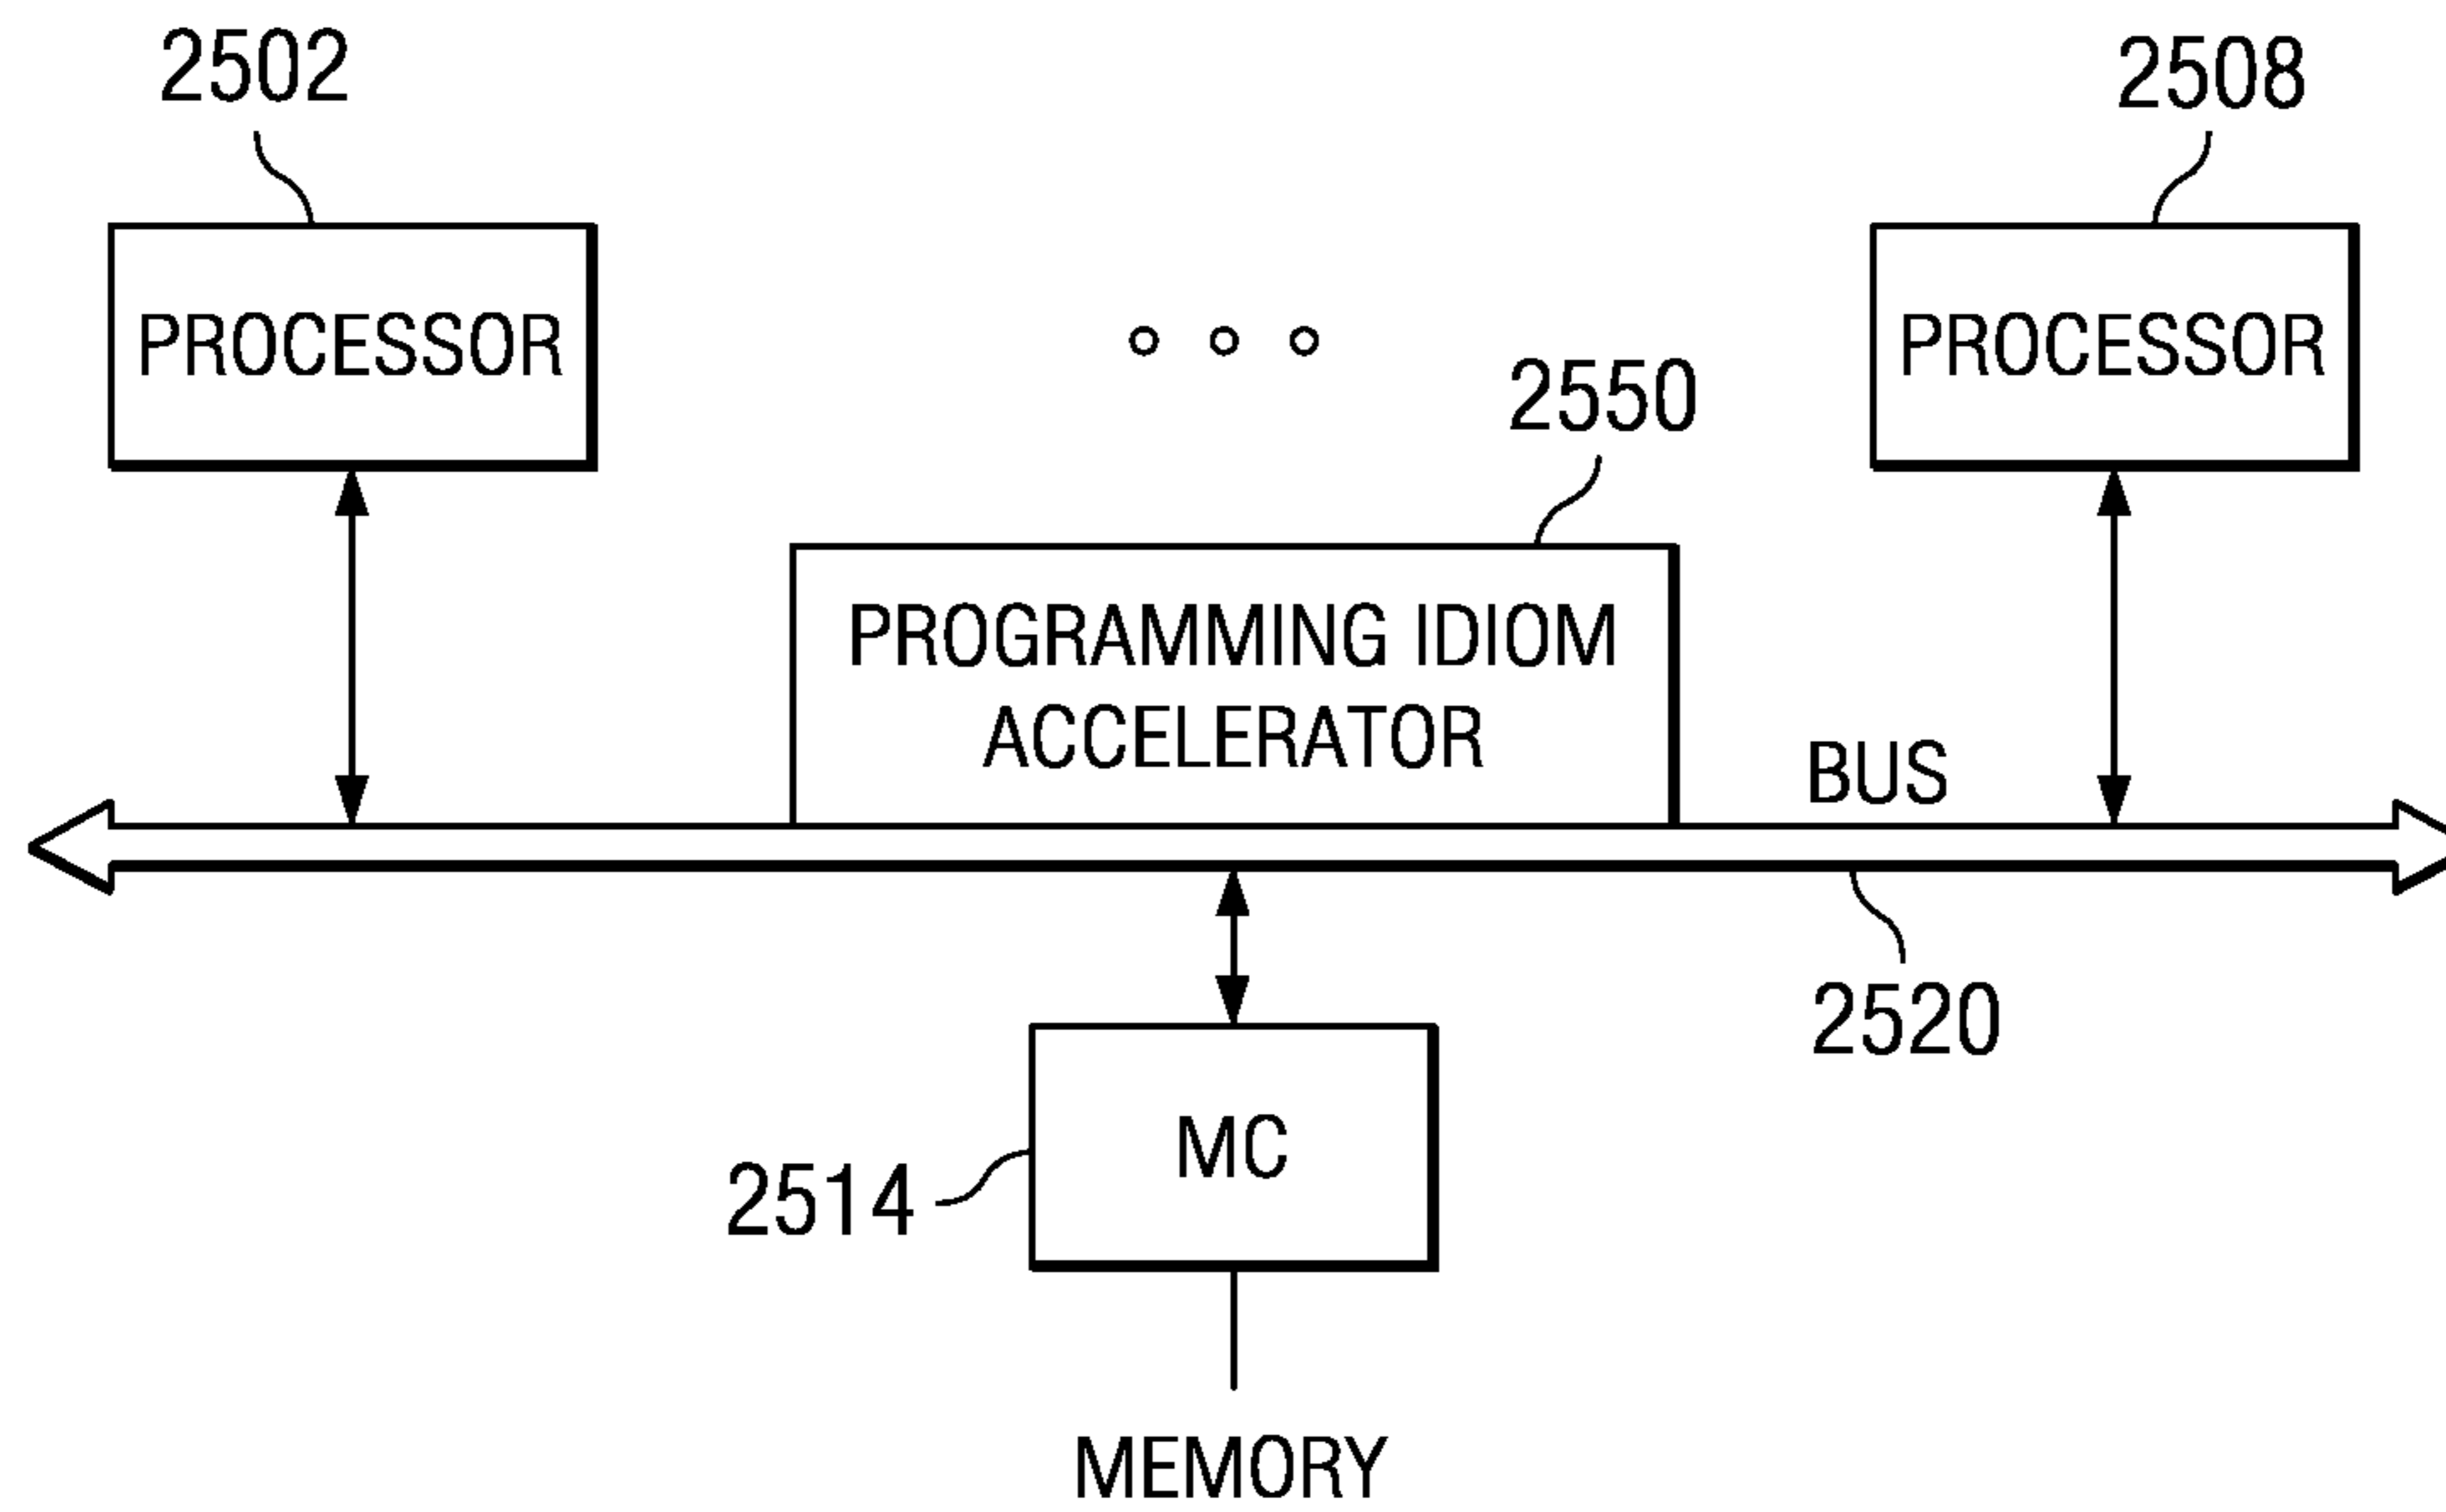 2502
2508
PROCESSOR
PROCESSOR
2550
PROGRAMMING IDIOM
ACCELERATOR
BUS
2520
MC
2514
MEMORY